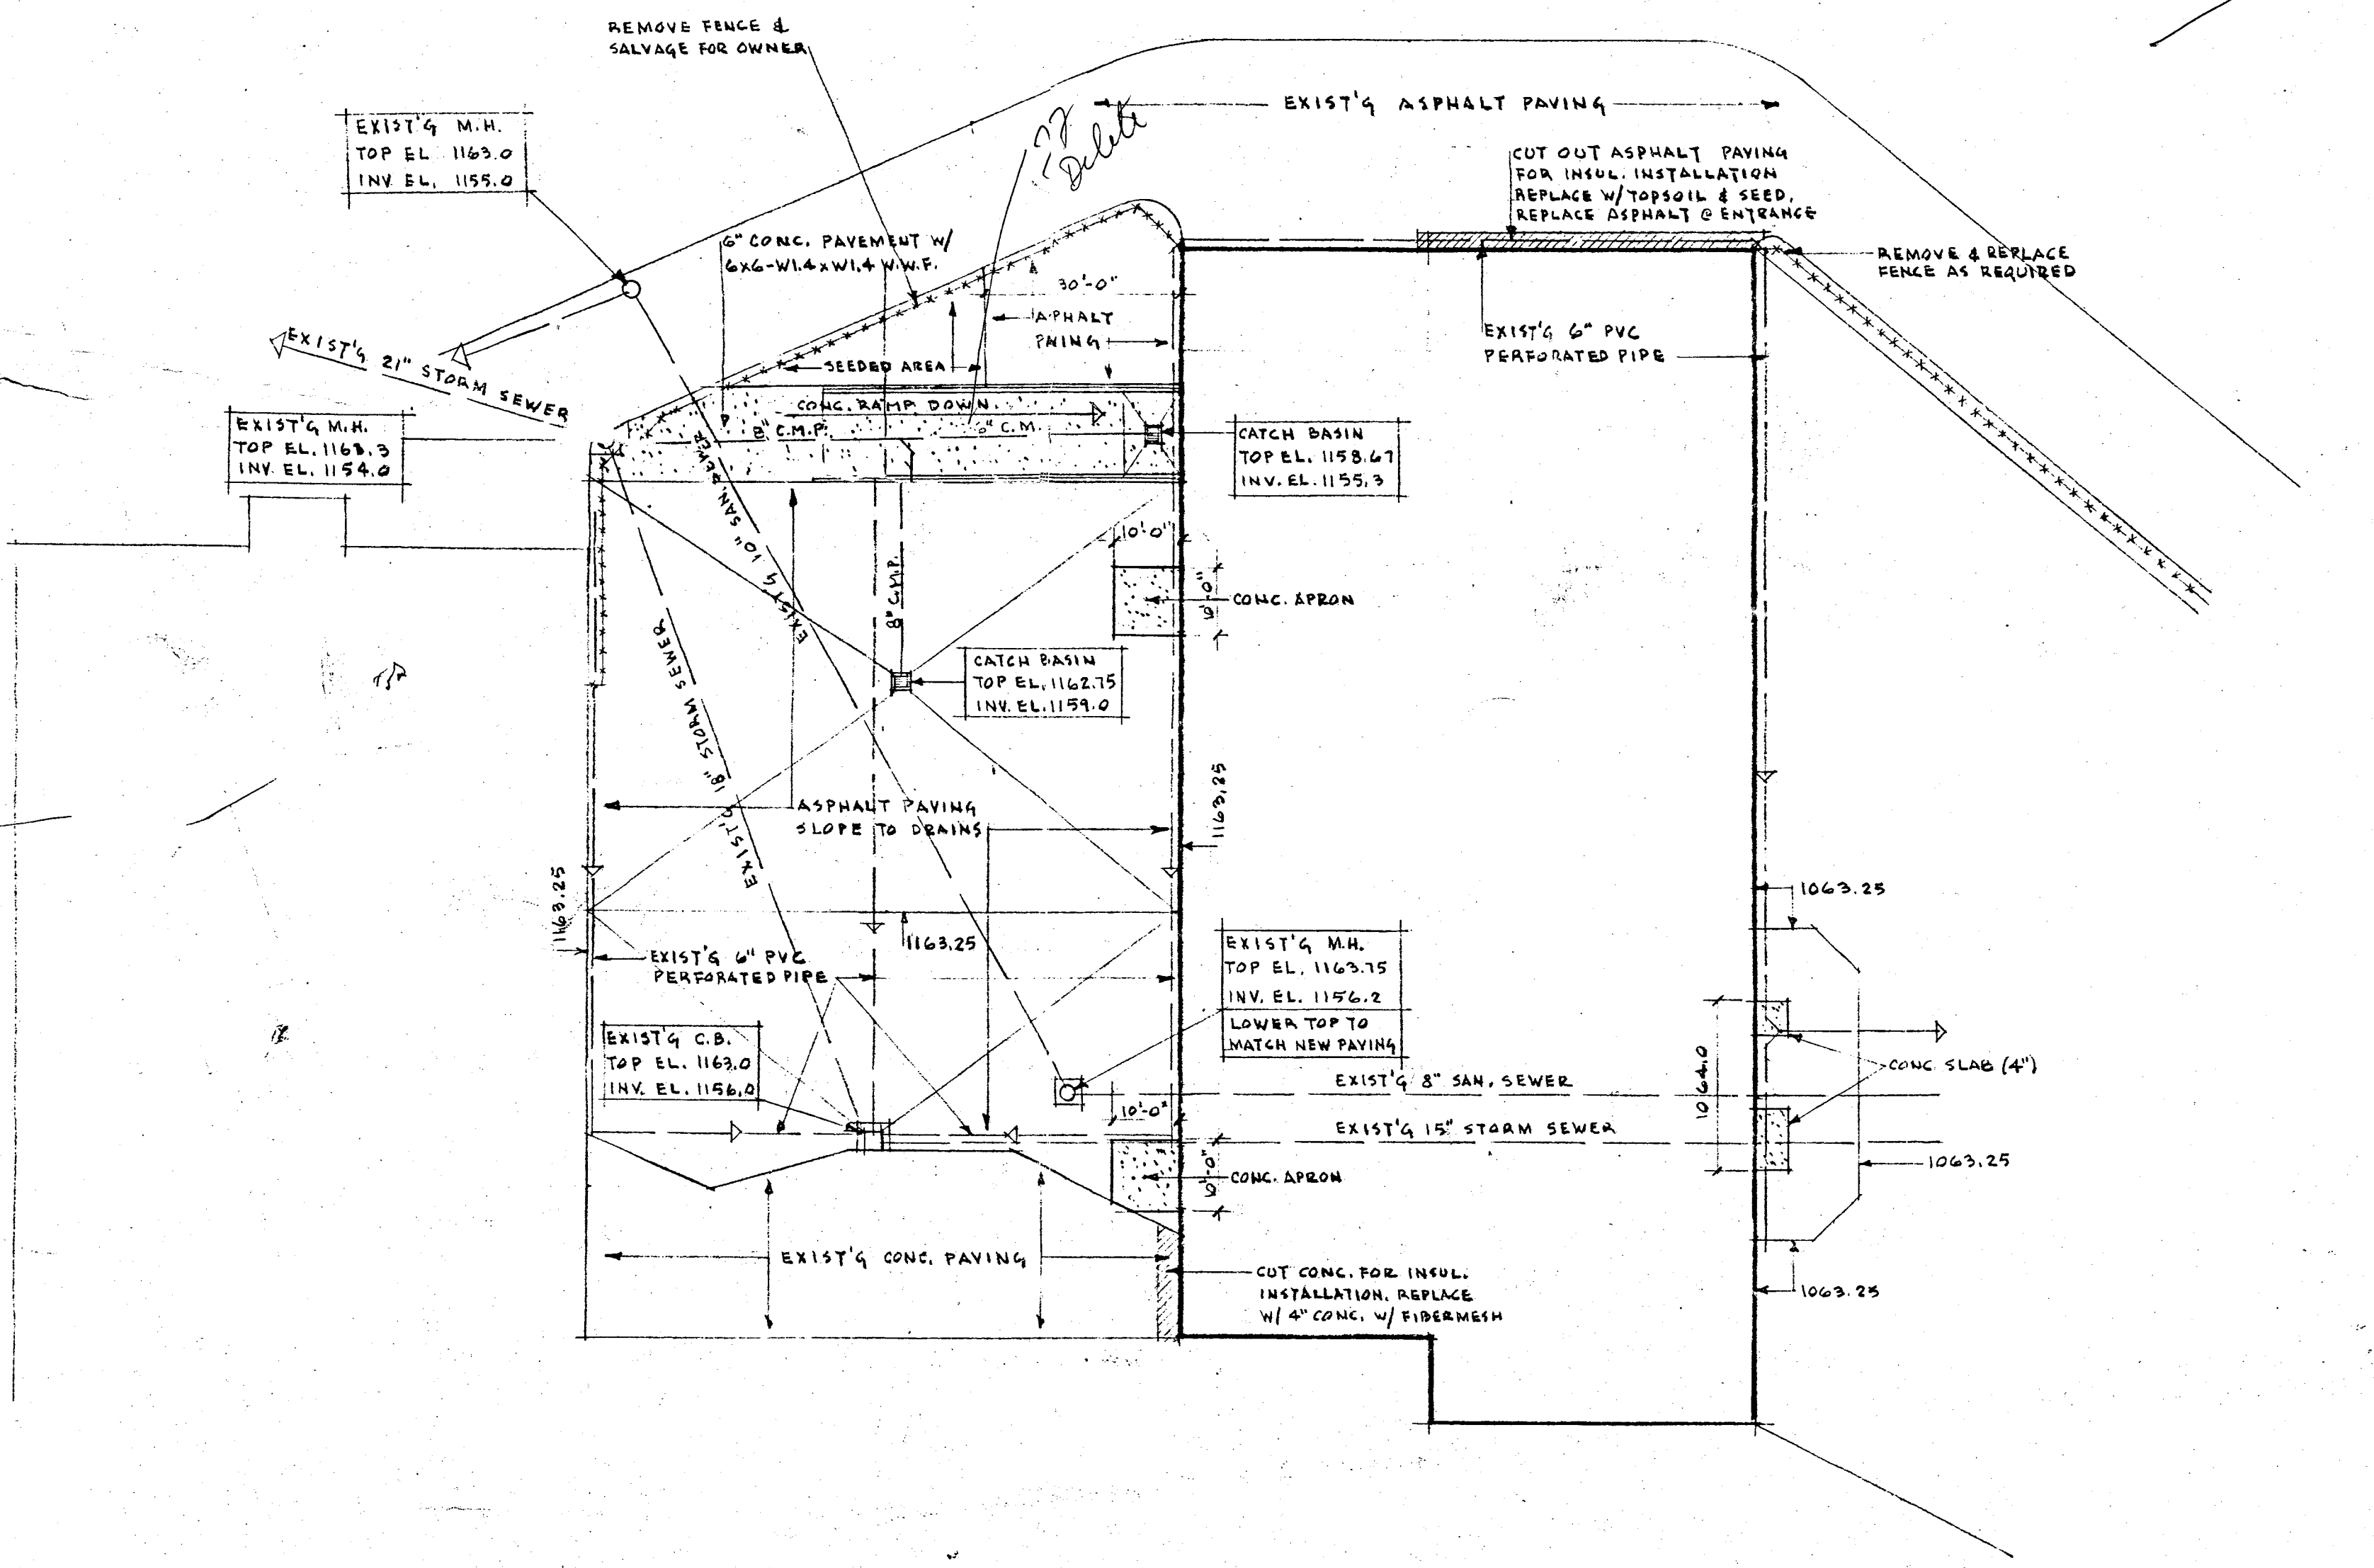 REMOVE FENCE &
SALVAGE FOR OWNER
EXIST'G M.H.
TOP EL. 1163.0
INV. EL. 1155.0
Delete
EXIST'G ASPHALT PAVING
CUT OUT ASPHALT PAVING
FOR INSUL. INSTALLATION
REPLACE W/ TOPSOIL & SEED.
REPLACE ASPHALT @ ENTRANCE
6" CONC. PAVEMENT W/
6x6-W1.4xW1.4 W.W.F.
REMOVE & REPLACE
FENCE AS REQUIRED
30'-0"
APHALT
PAING
EXIST'G 6" PVC
PERFORATED PIPE
EXIST'G 21" STORM SEWER
SEEDED AREA
CONC. RAMP DOWN
8" C.M.P.
6" C.M.
EXIST'G M.H.
TOP EL. 1163.3
INV. EL. 1154.0
CATCH BASIN
TOP EL. 1158.67
INV. EL. 1155.3
EXIST'G 10" SAN. SEWER
8" C.M.P.
10'-0"
CONC. APRON
EXIST'G 18" STORM SEWER
CATCH BASIN
TOP EL. 1162.75
INV. EL. 1159.0
1163.25
ASPHALT PAVING
SLOPE TO DRAINS
1163.25
1163.25
1063.25
EXIST'G 6" PVC
PERFORATED PIPE
EXIST'G M.H.
TOP EL. 1163.75
INV. EL. 1156.2
LOWER TOP TO
MATCH NEW PAVING
EXIST'G C.B.
TOP EL. 1163.0
INV. EL. 1156.0
1064.0
CONC. SLAB (4")
EXIST'G 8" SAN. SEWER
10'-0"
EXIST'G 15" STORM SEWER
1063.25
CONC. APRON
EXIST'G CONC. PAVING
CUT CONC. FOR INSUL.
INSTALLATION. REPLACE
W/ 4" CONC. W/ FIBERMESH
1063.25